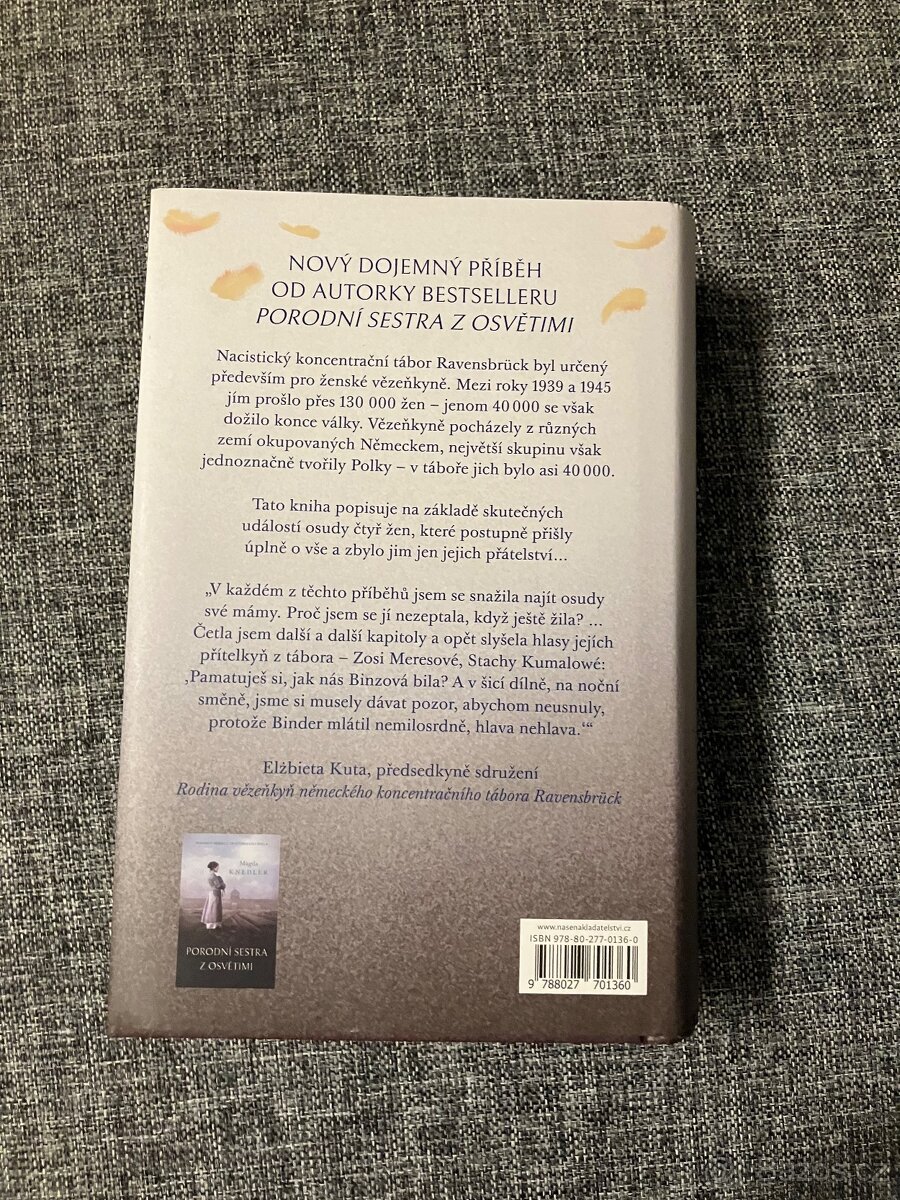 NOVÝ DOJEMNÝ PŘÍBĚH
OD AUTORKY BESTSELLERU
PORODNÍ SESTRA Z OSVĚTIMI
Nacistický koncentrační tábor Ravensbrück byl určený
především pro ženské vězeňkyně. Mezi roky 1939 a 1945
jím prošlo přes 130 000 žen – jenom 40 000 se však
dožilo konce války. Vězeňkyně pocházely z různých
zemí okupovaných Německem, největší skupinu však
jednoznačně tvořily Polky – v táboře jich bylo asi 40 000.
Tato kniha popisuje na základě skutečných
událostí osudy čtyř žen, které postupně přišly
úplně o vše a zbylo jim jen jejich přátelství…
„V každém z těchto příběhů jsem se snažila najít osudy
své mámy. Proč jsem se jí nezeptala, když ještě žila? …
Četla jsem další a další kapitoly a opět slyšela hlasy jejích
přítelkyň z tábora – Zosi Meresové, Stachy Kumalowé:
‚Pamatuješ si, jak nás Binzová bila? A v šicí dílně, na noční
směně, jsme si musely dávat pozor, abychom neusnuly,
protože Binder mlátil nemilosrdně, hlava nehlava.‘“
Elżbieta Kuta, předsedkyně sdružení
Rodina vězeňkyň německého koncentračního tábora Ravensbrück
Magda
KNEDLER
PORODNÍ SESTRA
Z OSVĚTIMI
www.nasenakladatelstvi.cz
ISBN 978-80-277-0136-0
9 788027 701360